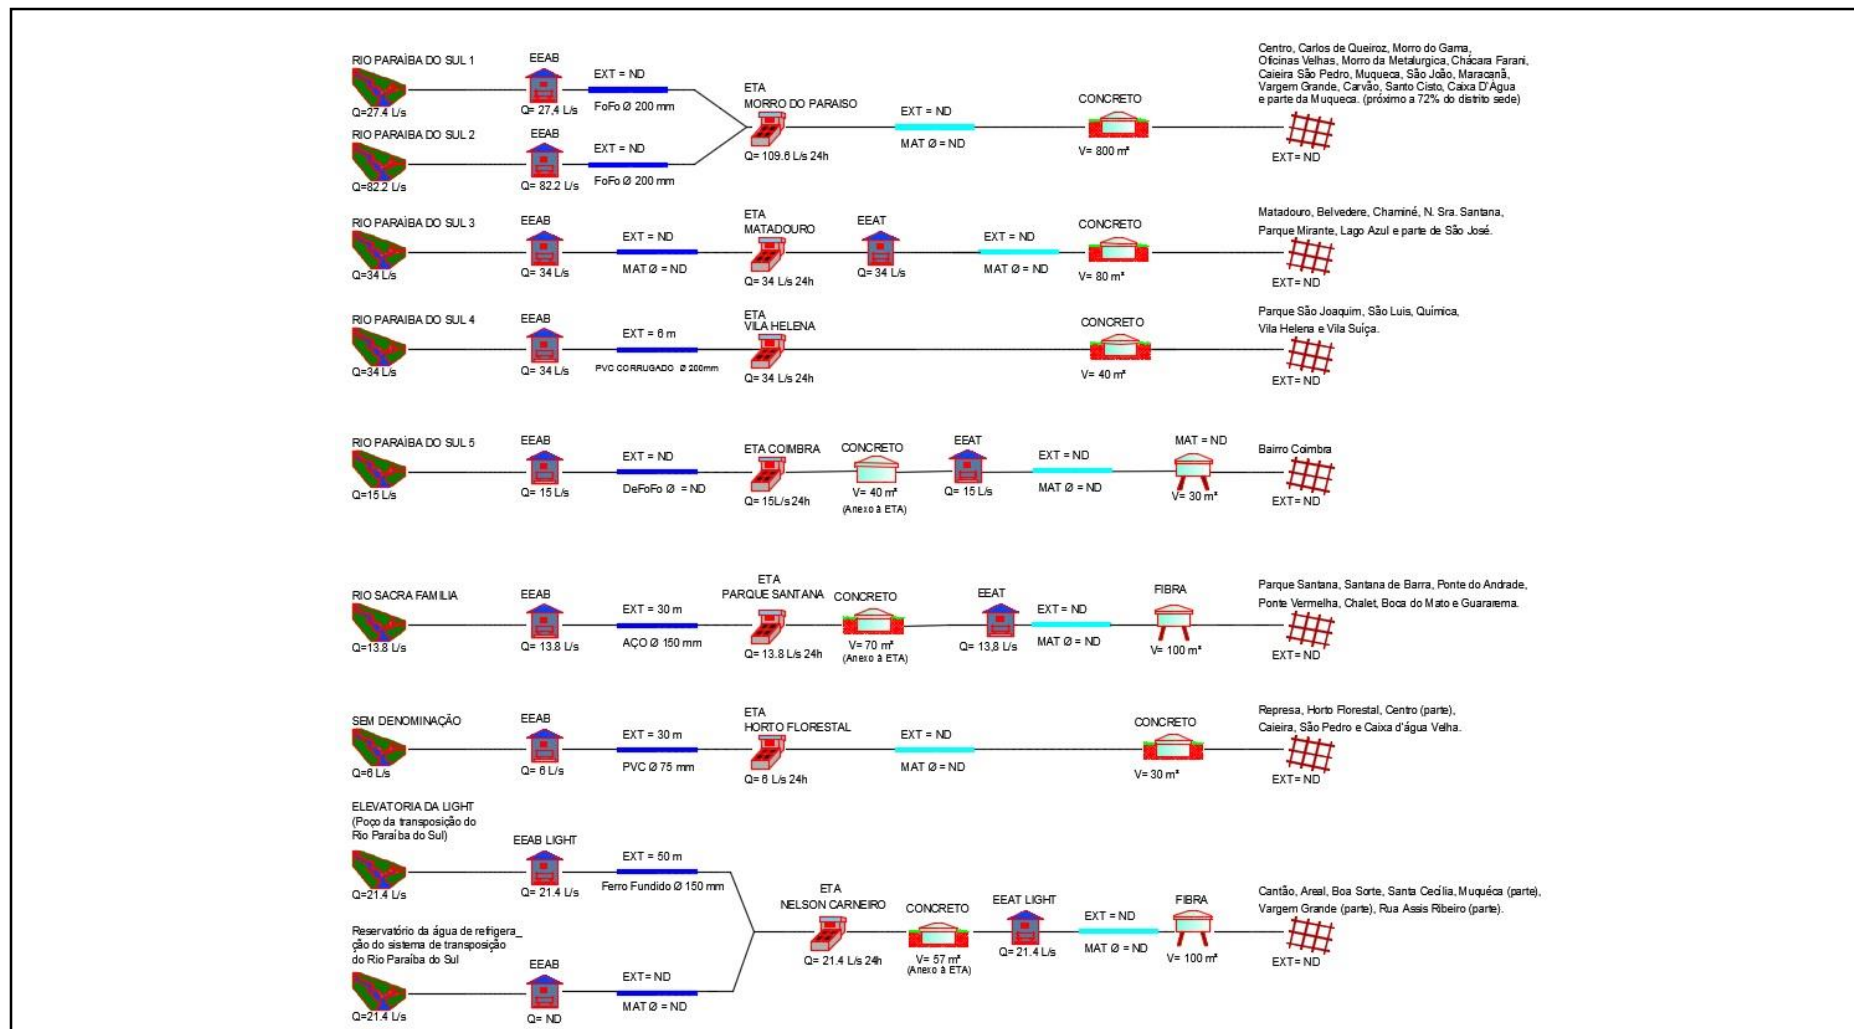 RIO PARAÍBA DO SUL 1
Q=27.4 L/s
EEAB
Q= 27,4 L/s
EXT = ND
FoFo Ø 200 mm
RIO PARAÍBA DO SUL 2
Q=82.2 L/s
EEAB
Q= 82.2 L/s
EXT = ND
FoFo Ø 200 mm
ETA
MORRO DO PARAISO
Q= 109.6 L/s 24h
EXT = ND
MAT Ø = ND
CONCRETO
V= 800 m³
Centro, Carlos de Queiroz, Morro do Gama,
Oficinas Velhas, Morro da Metalurgica, Chácara Farani,
Caieira São Pedro, Muqueca, São João, Maracanã,
Vargem Grande, Carvão, Santo Cisto, Caixa D'Água
e parte da Muqueca. (próximo a 72% do distrito sede)
EXT= ND
RIO PARAÍBA DO SUL 3
Q=34 L/s
EEAB
Q= 34 L/s
EXT = ND
MAT Ø = ND
ETA
MATADOURO
Q= 34 L/s 24h
EEAT
Q= 34 L/s
EXT = ND
MAT Ø = ND
CONCRETO
V= 80 m³
Matadouro, Belvedere, Chaminé, N. Sra. Santana,
Parque Mirante, Lago Azul e parte de São José.
EXT= ND
RIO PARAIBA DO SUL 4
Q=34 L/s
EEAB
Q= 34 L/s
EXT = 6 m
PVC CORRUGADO Ø 200mm
ETA
VILA HELENA
Q= 34 L/s 24h
CONCRETO
V= 40 m³
Parque São Joaquim, São Luis, Química,
Vila Helena e Vila Suíça.
EXT= ND
RIO PARAÍBA DO SUL 5
Q=15 L/s
EEAB
Q= 15 L/s
EXT = ND
DeFoFo Ø = ND
ETA COIMBRA
Q= 15L/s 24h
CONCRETO
V= 40 m³
(Anexo à ETA)
EEAT
Q= 15 L/s
EXT = ND
MAT Ø = ND
MAT = ND
V= 30 m³
Bairro Coimbra
EXT= ND
RIO SACRA FAMILIA
Q=13.8 L/s
EEAB
Q= 13.8 L/s
EXT = 30 m
AÇO Ø 150 mm
ETA
PARQUE SANTANA
Q= 13.8 L/s 24h
CONCRETO
V= 70 m³
(Anexo à ETA)
EEAT
Q= 13,8 L/s
EXT = ND
MAT Ø = ND
FIBRA
V= 100 m³
Parque Santana, Santana de Barra, Ponte do Andrade,
Ponte Vermelha, Chalet, Boca do Mato e Guararema.
EXT= ND
SEM DENOMINAÇÃO
Q=6 L/s
EEAB
Q= 6 L/s
EXT = 30 m
PVC Ø 75 mm
ETA
HORTO FLORESTAL
Q= 6 L/s 24h
EXT = ND
MAT Ø = ND
CONCRETO
V= 30 m³
Represa, Horto Florestal, Centro (parte),
Caieira, São Pedro e Caixa d'água Velha.
EXT= ND
ELEVATORIA DA LIGHT
(Poço da transposição do
Rio Paraíba do Sul)
Q=21.4 L/s
EEAB LIGHT
Q= 21.4 L/s
EXT = 50 m
Ferro Fundido Ø 150 mm
Reservatório da água de refrigera_
ção do sistema de transposição
do Rio Paraíba do Sul
Q=21.4 L/s
EEAB
Q= ND
EXT= ND
MAT Ø = ND
ETA
NELSON CARNEIRO
Q= 21.4 L/s 24h
CONCRETO
V= 57 m³
(Anexo à ETA)
EEAT LIGHT
Q= 21.4 L/s
EXT = ND
MAT Ø = ND
FIBRA
V= 100 m³
Cantão, Areal, Boa Sorte, Santa Cecília, Muquéca (parte),
Vargem Grande (parte), Rua Assis Ribeiro (parte).
EXT= ND